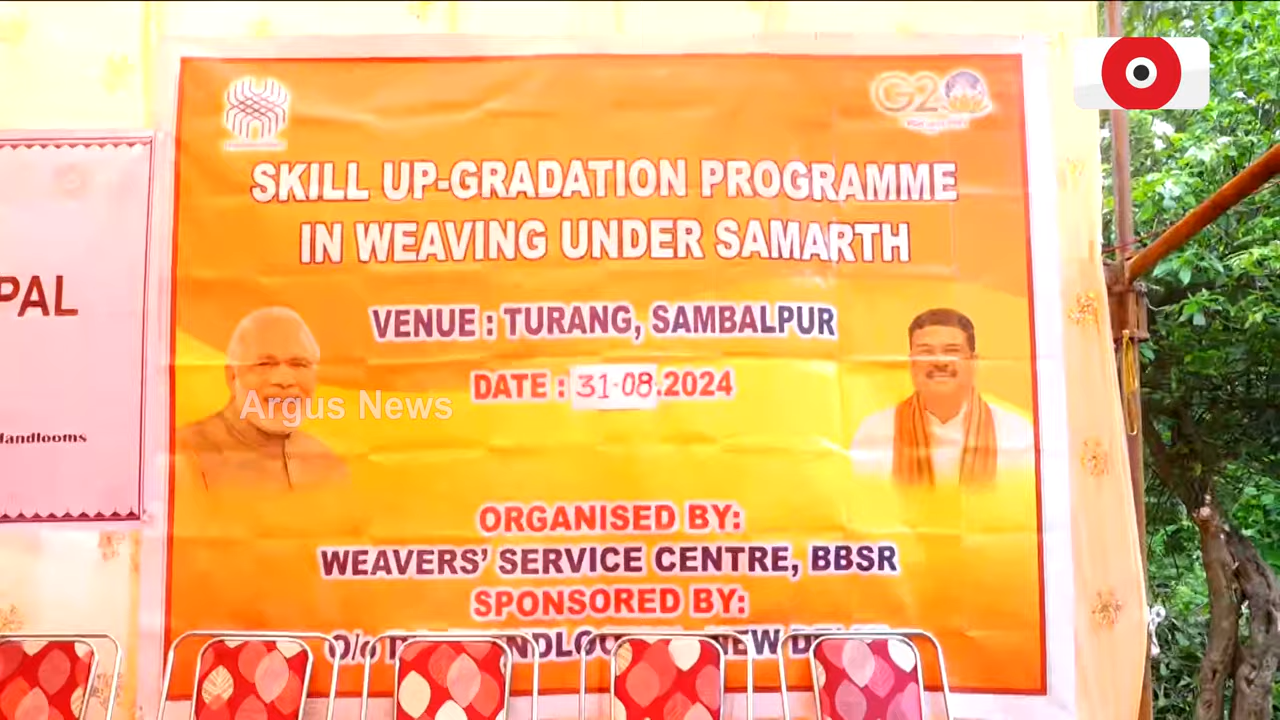 G20
SKILL UP-GRADATION PROGRAMME
IN WEAVING UNDER SAMARTH
PAL
VENUE : TURANG, SAMBALPUR
DATE : 31-08.2024
Argus News
Handlooms
ORGANISED BY:
WEAVERS' SERVICE CENTRE, BBSR
SPONSORED BY:
O/o
NEW